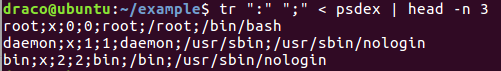 draco@ubuntu:~/example$ tr ":" ";" < psdex | head -n 3
root;x;0;0;root;/root;/bin/bash
daemon;x;1;1;daemon;/usr/sbin;/usr/sbin/nologin
bin;x;2;2;bin;/bin;/usr/sbin/nologin